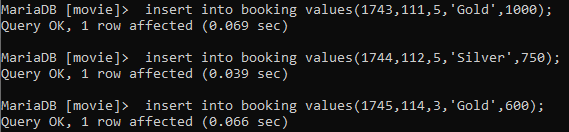 MariaDB [movie]>  insert into booking values(1743,111,5,'Gold',1000);
Query OK, 1 row affected (0.069 sec)
MariaDB [movie]>  insert into booking values(1744,112,5,'Silver',750);
Query OK, 1 row affected (0.039 sec)
MariaDB [movie]>  insert into booking values(1745,114,3,'Gold',600);
Query OK, 1 row affected (0.066 sec)